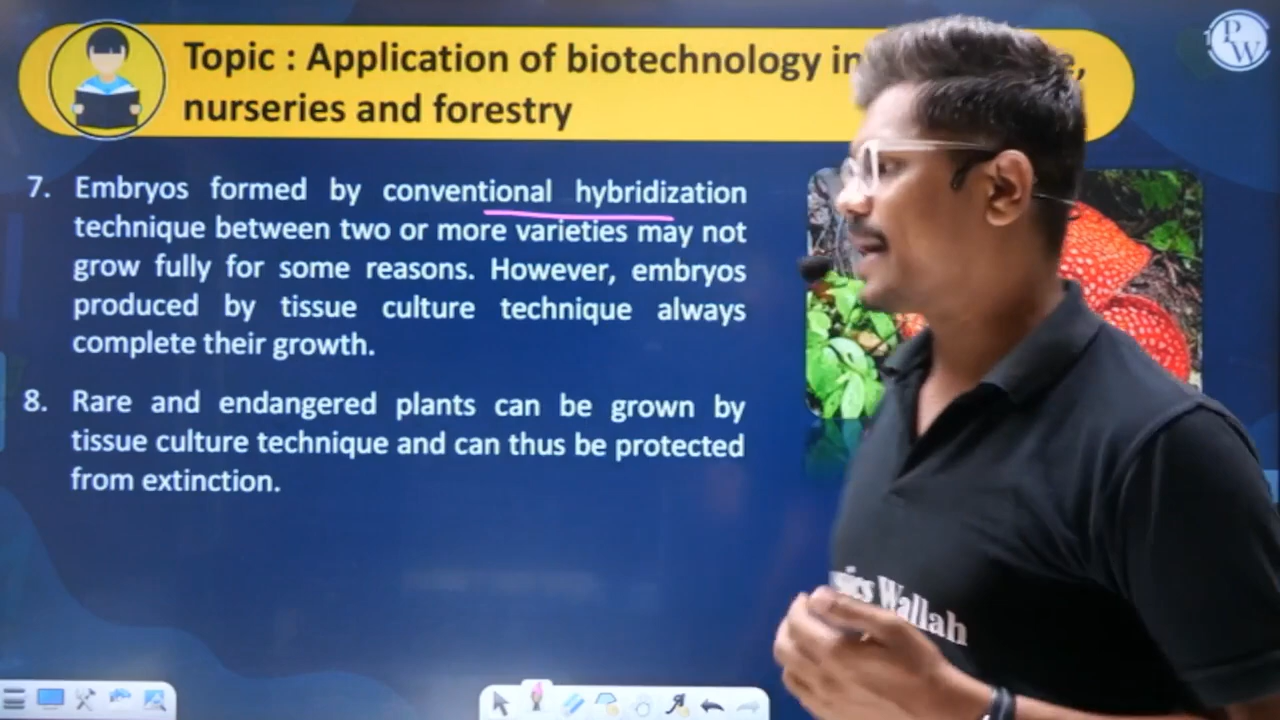 Topic : Application of biotechnology in
nurseries and forestry
P
W
7. Embryos formed by conventional hybridization
technique between two or more varieties may not
grow fully for some reasons. However, embryos
produced by tissue culture technique always
complete their growth.
8. Rare and endangered plants can be grown by
tissue culture technique and can thus be protected
from extinction.
Wallah